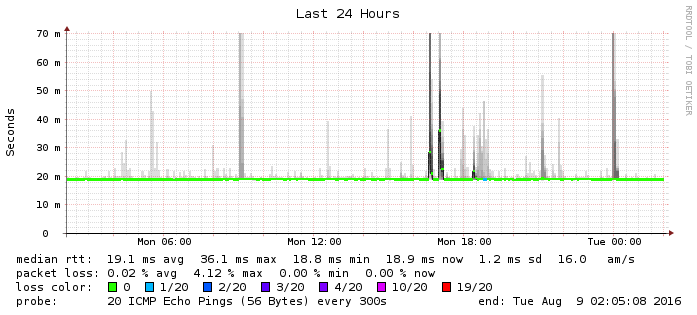 Last 24 Hours
RRDTOOL / TOBI OETIKER
Seconds
70 m
60 m
50 m
40 m
30 m
20 m
10 m
0
Mon 06:00 Mon 12:00 Mon 18:00 Tue 00:00
median rtt: 19.1 ms avg 36.1 ms max 18.8 ms min 18.9 ms now 1.2 ms sd 16.0 am/s
packet loss: 0.02 % avg 4.12 % max 0.00 % min 0.00 % now
loss color: 0 1/20 2/20 3/20 4/20 10/20 19/20
probe: 20 ICMP Echo Pings (56 Bytes) every 300s end: Tue Aug 9 02:05:08 2016